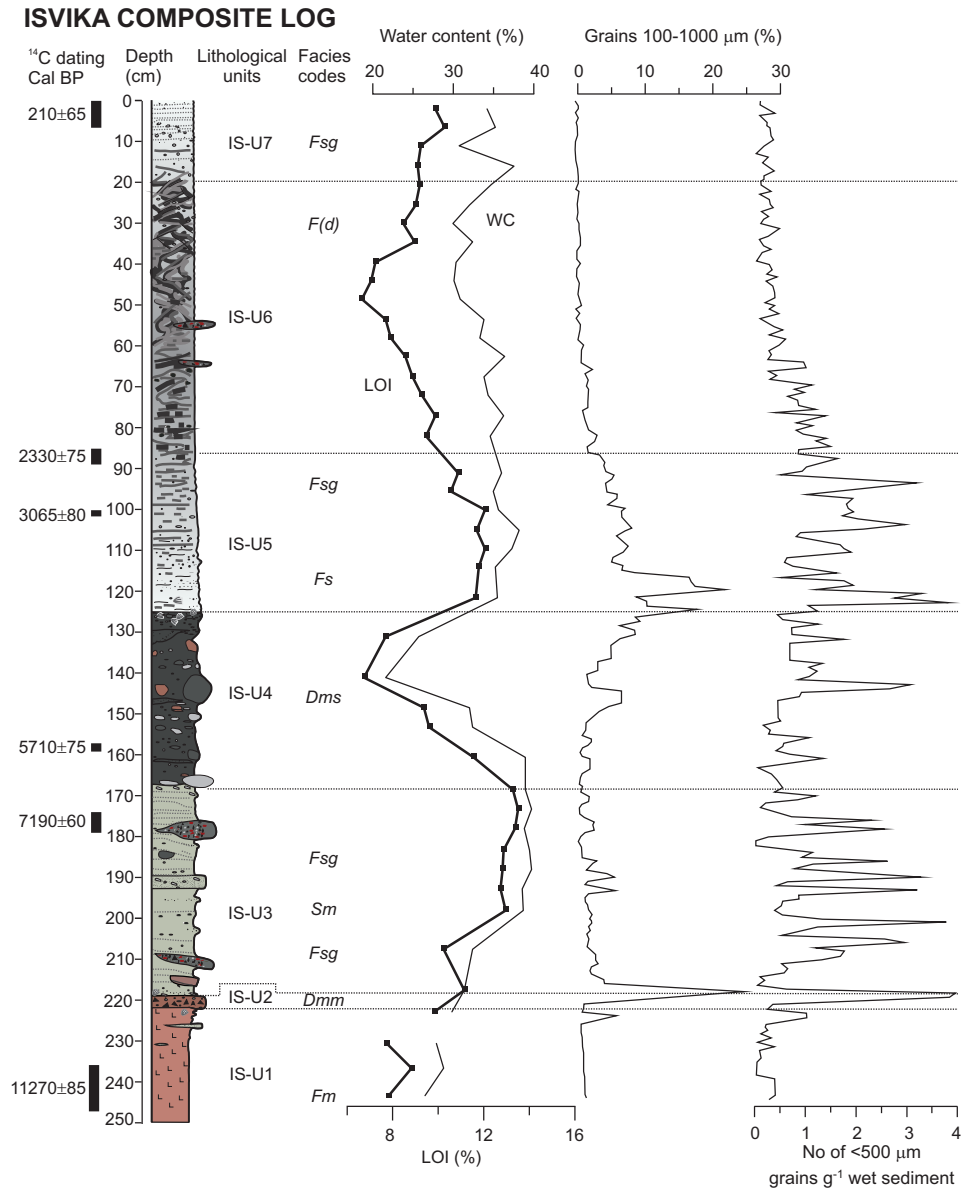 ISVIKA COMPOSITE LOG
Water content (%)
Grains 100-1000 μm (%)
¹⁴C dating
Cal BP
Depth
(cm)
Lithological
units
Facies
codes
20 30 40
0 10 20 30
0
210±65
10
IS-U7
Fsg
20
WC
30
F(d)
40
50
IS-U6
60
LOI
70
80
2330±75
90
Fsg
100
3065±80
110
IS-U5
Fs
120
130
140
IS-U4
Dms
150
5710±75
160
170
7190±60
180
Fsg
190
IS-U3
Sm
200
Fsg
210
IS-U2
Dmm
220
230
IS-U1
11270±85
240
Fm
250
8 12 16
LOI (%)
0 1 2 3 4
No of <500 μm
grains g⁻¹ wet sediment